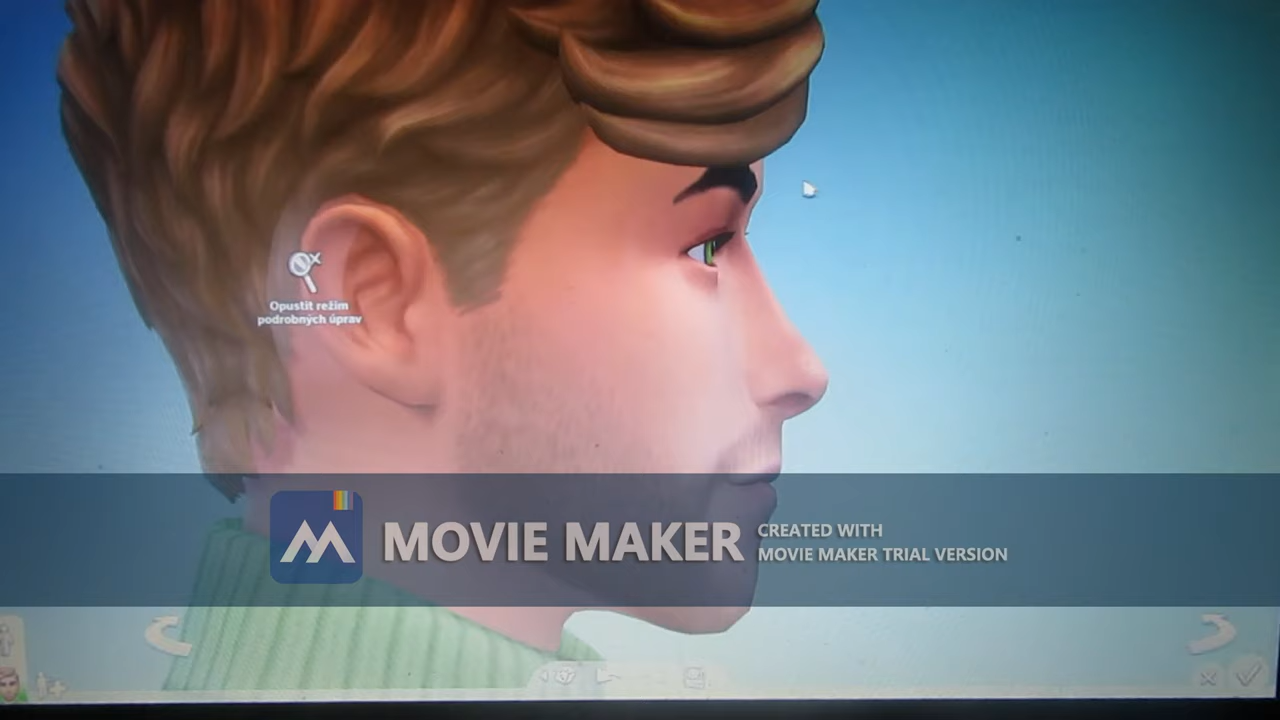 Opustit režim
podrobných úprav
MOVIE MAKER
CREATED WITH
MOVIE MAKER TRIAL VERSION